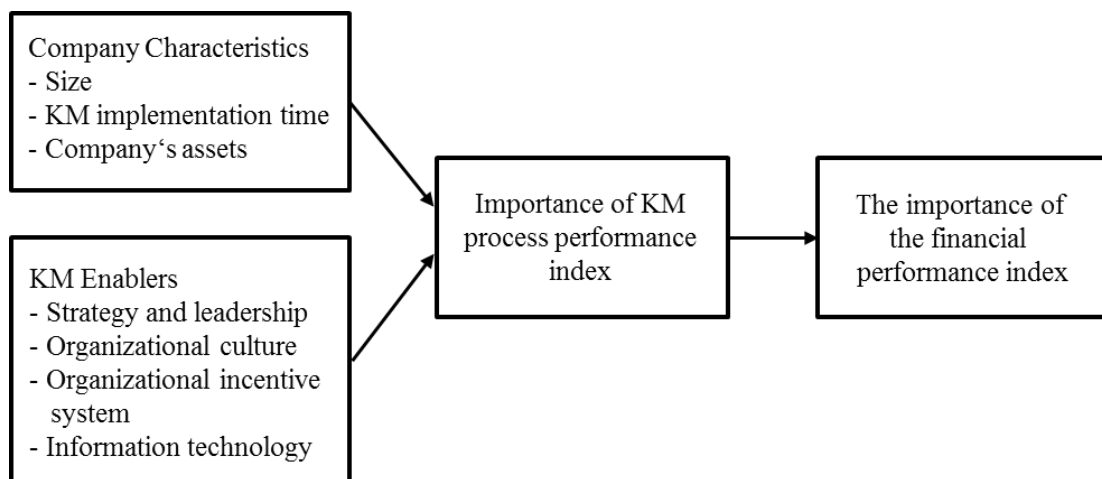 Company Characteristics
- Size
- KM implementation time
- Company‘s assets
KM Enablers
- Strategy and leadership
- Organizational culture
- Organizational incentive
system
- Information technology
Importance of KM
process performance
index
The importance of
the financial
performance index